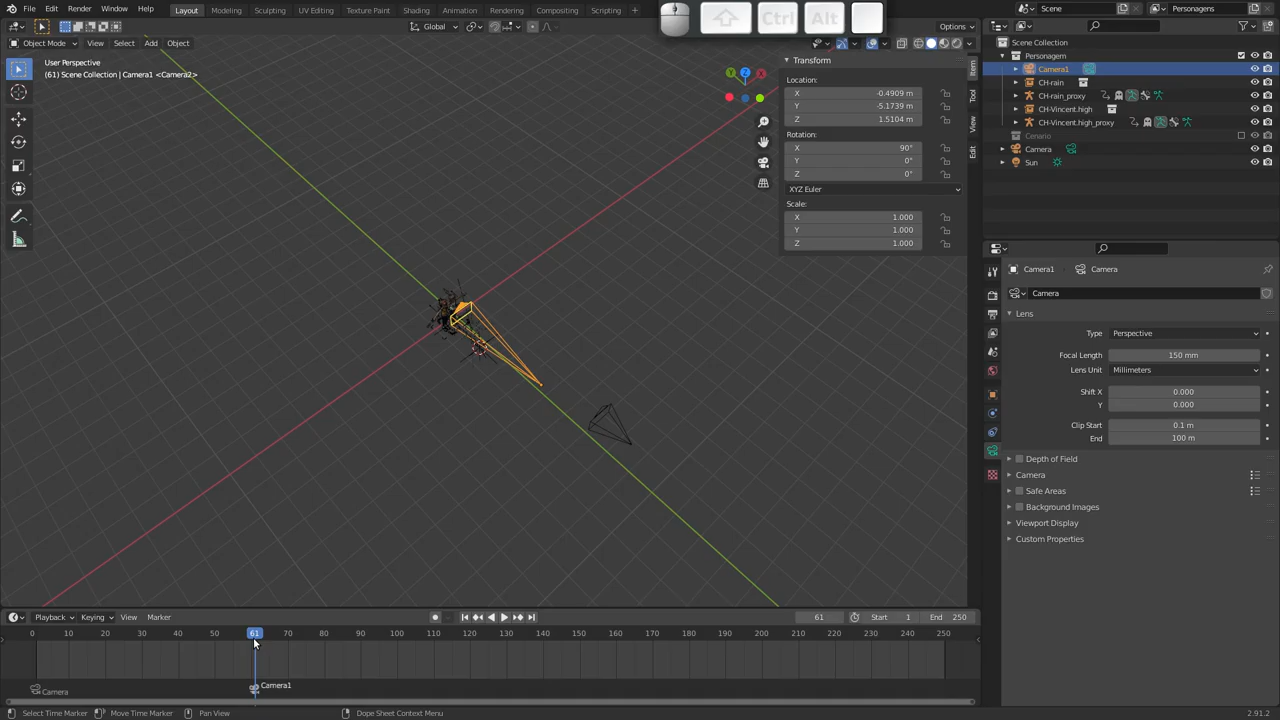 File Edit Render Window Help Layout Modeling Sculpting UV Editing Texture Paint Shading Animation Rendering Compositing Scripting Scene Personagens
Shift Ctrl Alt
Global Options
Object Mode View Select Add Object
User Perspective
(61) Scene Collection | Camera1 <Camera2>
Transform
Location:
X -0.4909 m
Y -5.1739 m
Z 1.5104 m
Rotation:
X 90°
Y 0°
Z 0°
XYZ Euler
Scale:
X 1.000
Y 1.000
Z 1.000
Item
Tool
View
Edit
Y Z X
Scene Collection
Personagem
Camera1
CH-rain
CH-rain_proxy
CH-Vincent.high
CH-Vincent.high_proxy
Cenario
Camera
Sun
Camera1 Camera
Camera
Lens
Type Perspective
Focal Length 150 mm
Lens Unit Millimeters
Shift X 0.000
Y 0.000
Clip Start 0.1 m
End 100 m
Depth of Field
Camera
Safe Areas
Background Images
Viewport Display
Custom Properties
Playback Keying View Marker 61 Start 1 End 250
0 10 20 30 40 50 61 70 80 90 100 110 120 130 140 150 160 170 180 190 200 210 220 230 240 250
Camera Camera1
Select Time Marker Move Time Marker Pan View Dope Sheet Context Menu 2.91.2